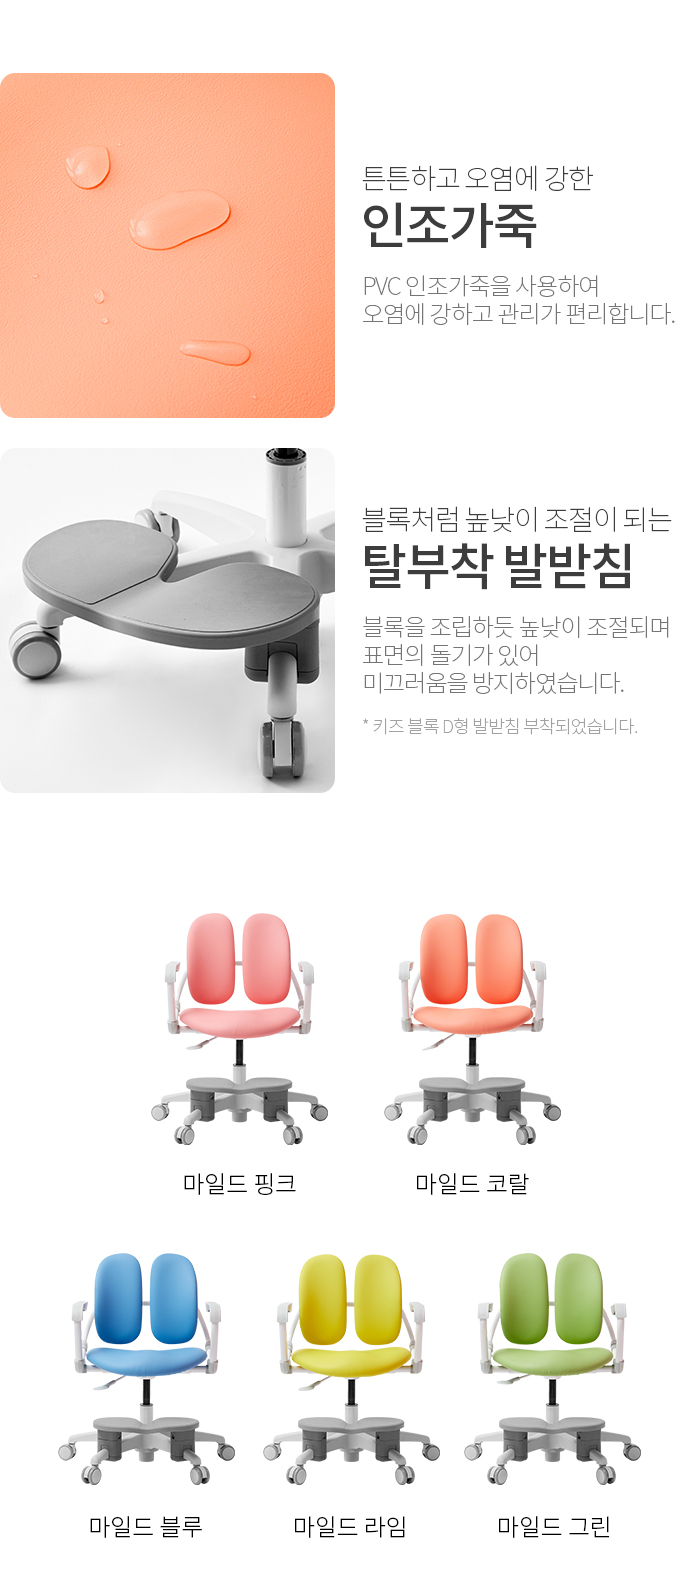 튼튼하고 오염에 강한
인조가죽
PVC 인조가죽을 사용하여
오염에 강하고 관리가 편리합니다.
블록처럼 높낮이 조절이 되는
탈부착 발받침
블록을 조립하듯 높낮이 조절되며
표면의 돌기가 있어
미끄러움을 방지하였습니다.
* 키즈 블록 D형 발받침 부착되었습니다.
마일드 핑크
마일드 코랄
마일드 블루
마일드 라임
마일드 그린